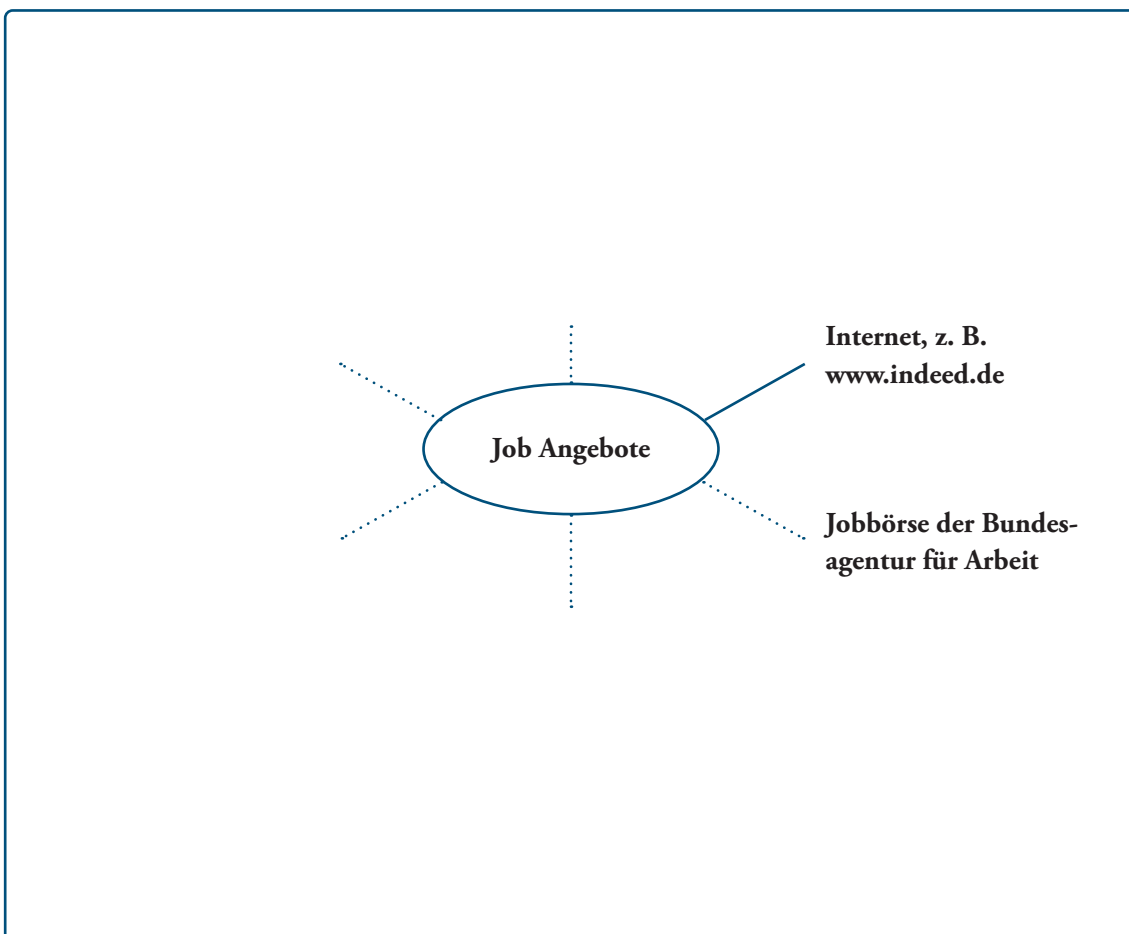 Internet, z. B.
www.indeed.de
Job Angebote
Jobbörse der Bundes-
agentur für Arbeit